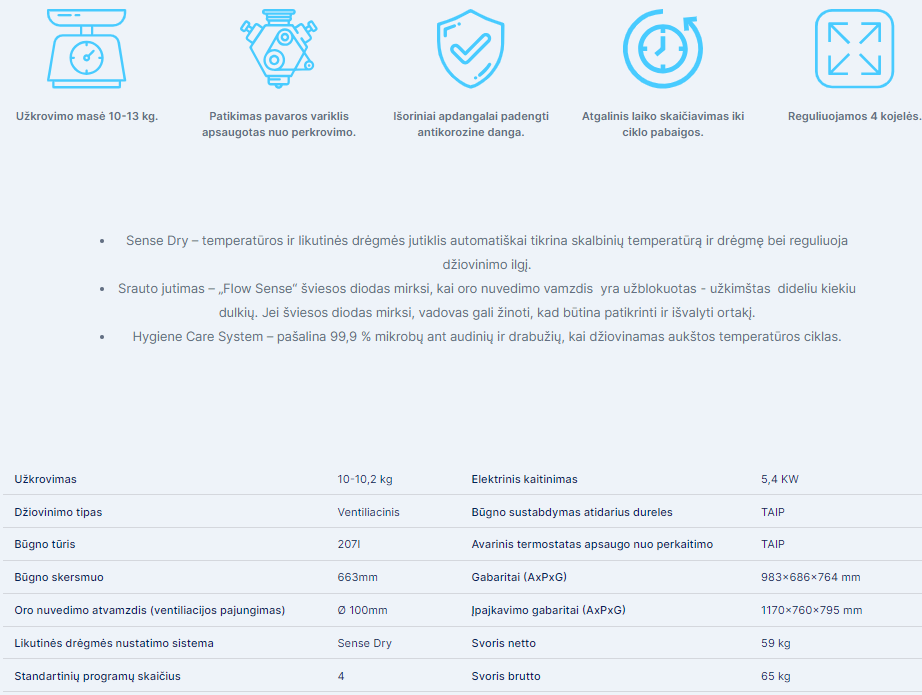 Užkrovimo masė 10-13 kg.
Patikimas pavaros variklis
apsaugotas nuo perkrovimo.
Išoriniai apdangalai padengti
antikorozine danga.
Atgalinis laiko skaičiavimas iki
ciklo pabaigos.
Reguliuojamos 4 kojelės.
• Sense Dry – temperatūros ir likutinės drėgmės jutiklis automatiškai tikrina skalbinių temperatūrą ir drėgmę bei reguliuoja
džiovinimo ilgį.
• Srauto jutimas – „Flow Sense“ šviesos diodas mirksi, kai oro nuvedimo vamzdis yra užblokuotas - užkimštas dideliu kiekiu
dulkių. Jei šviesos diodas mirksi, vadovas gali žinoti, kad būtina patikrinti ir išvalyti ortakį.
• Hygiene Care System – pašalina 99,9 % mikrobų ant audinių ir drabužių, kai džiovinamas aukštos temperatūros ciklas.
Užkrovimas 10-10,2 kg Elektrinis kaitinimas 5,4 KW
Džiovinimo tipas Ventiliacinis Būgno sustabdymas atidarius dureles TAIP
Būgno tūris 207l Avarinis termostatas apsaugo nuo perkaitimo TAIP
Būgno skersmuo 663mm Gabaritai (AxPxG) 983×686×764 mm
Oro nuvedimo atvamzdis (ventiliacijos pajungimas) Ø 100mm Įpajkavimo gabaritai (AxPxG) 1170×760×795 mm
Likutinės drėgmės nustatimo sistema Sense Dry Svoris netto 59 kg
Standartinių programų skaičius 4 Svoris brutto 65 kg